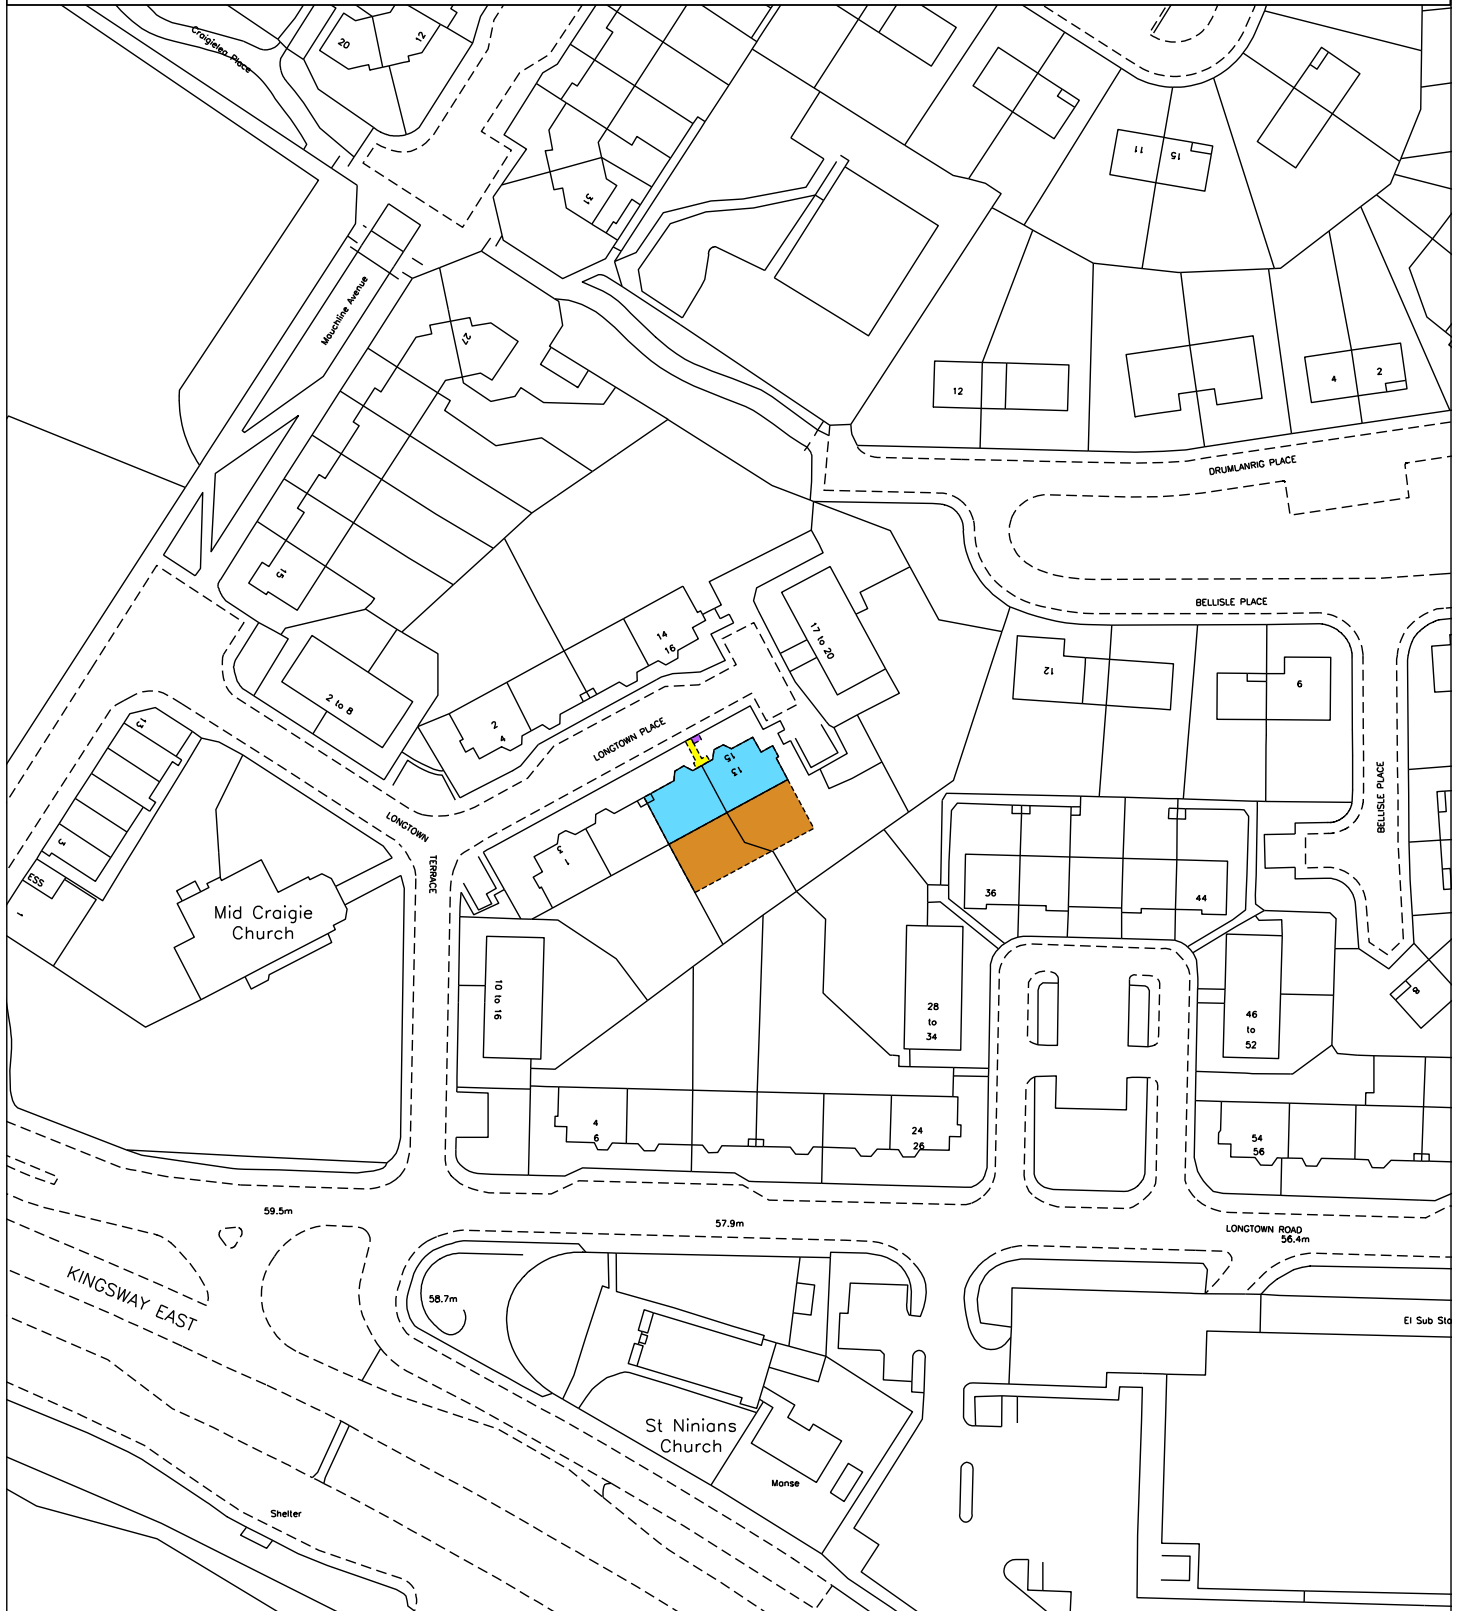 Craigielea Place
20
12
31
11
15
Mauchline Avenue
27
12
4
2
DRUMLANRIG PLACE
15
BELLISLE PLACE
14
16
17 to 20
12
6
2 to 8
2
4
LONGTOWN PLACE
13
15
13
BELLISLE PLACE
LONGTOWN
TERRACE
3
1
3
ESS
36
44
Mid Craigie
Church
10 to 16
28
to
34
46
to
52
8
4
6
24
26
54
56
59.5m
57.9m
LONGTOWN ROAD
56.4m
KINGSWAY EAST
58.7m
El Sub Sta
St Ninians
Church
Manse
Shelter